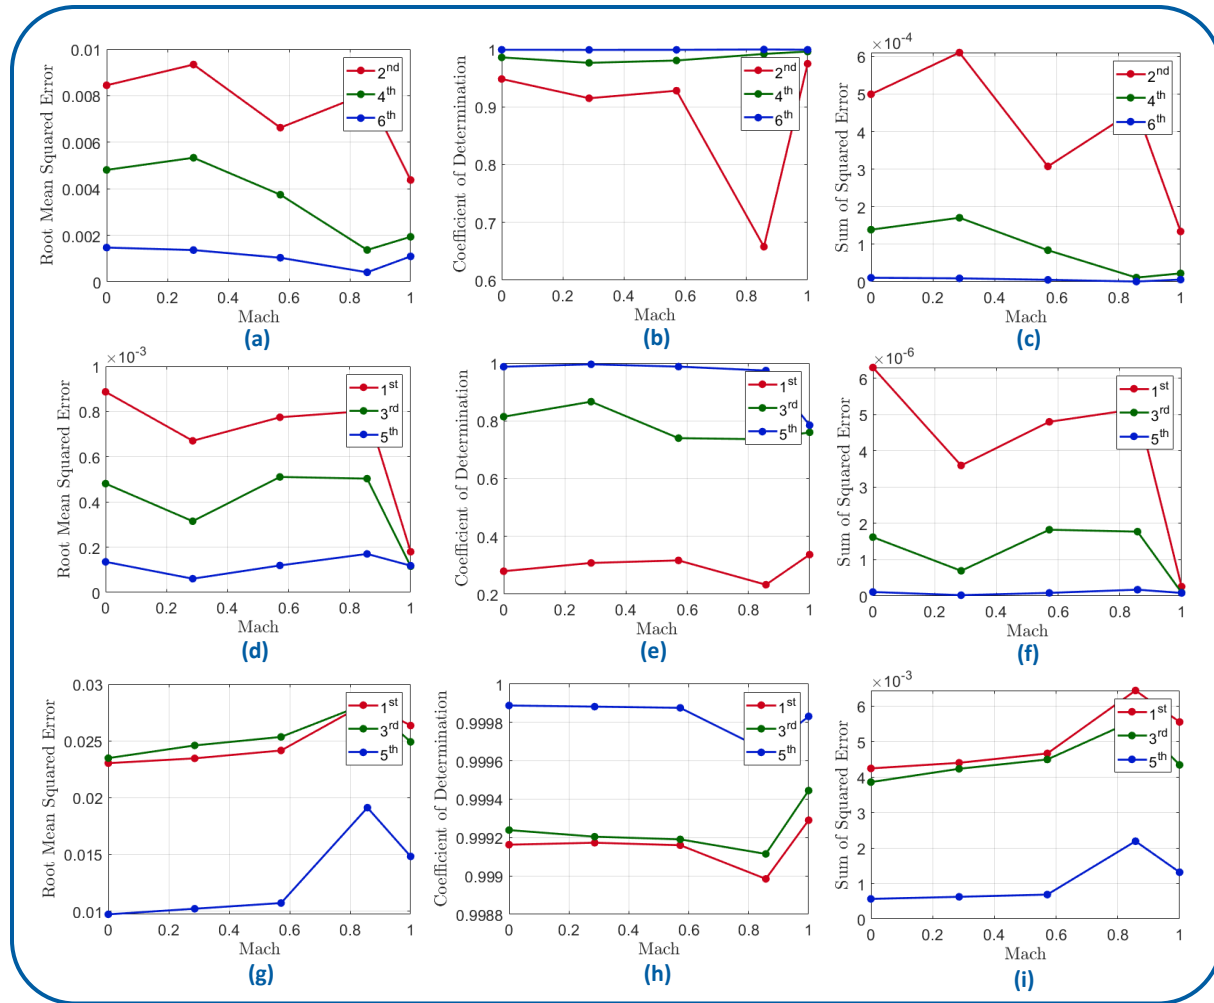 Root Mean Squared Error
0.01
0.008
0.006
0.004
0.002
0
0 0.2 0.4 0.6 0.8 1
Mach
2nd
4th
6th
(a)
Coefficient of Determination
1
0.9
0.8
0.7
0.6
0 0.2 0.4 0.6 0.8 1
Mach
2nd
4th
6th
(b)
Sum of Squared Error
×10-4
6
5
4
3
2
1
0
0 0.2 0.4 0.6 0.8 1
Mach
2nd
4th
6th
(c)
Root Mean Squared Error
×10-3
1
0.8
0.6
0.4
0.2
0
0 0.2 0.4 0.6 0.8 1
Mach
1st
3rd
5th
(d)
Coefficient of Determination
1
0.8
0.6
0.4
0.2
0 0.2 0.4 0.6 0.8 1
Mach
1st
3rd
5th
(e)
Sum of Squared Error
×10-6
6
5
4
3
2
1
0
0 0.2 0.4 0.6 0.8 1
Mach
1st
3rd
5th
(f)
Root Mean Squared Error
0.03
0.025
0.02
0.015
0.01
0 0.2 0.4 0.6 0.8 1
Mach
1st
3rd
5th
(g)
Coefficient of Determination
1
0.9998
0.9996
0.9994
0.9992
0.999
0.9988
0 0.2 0.4 0.6 0.8 1
Mach
1st
3rd
5th
(h)
Sum of Squared Error
×10-3
6
5
4
3
2
1
0
0 0.2 0.4 0.6 0.8 1
Mach
1st
3rd
5th
(i)